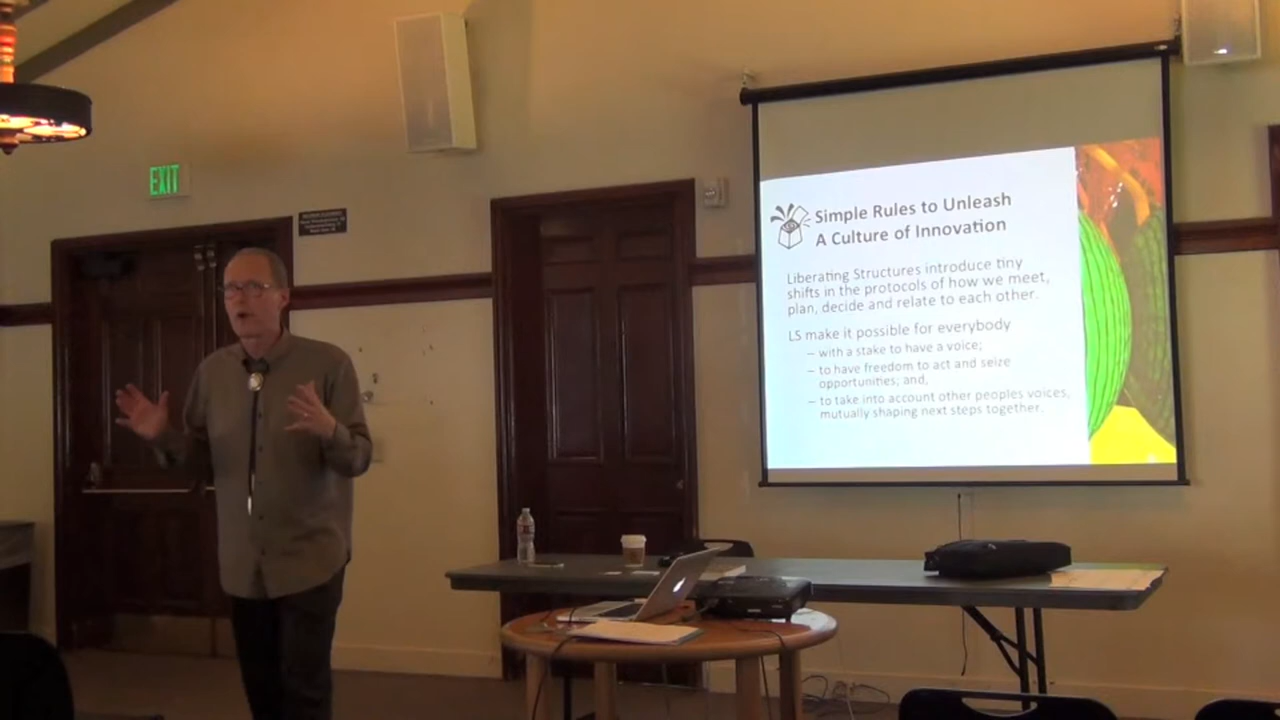 EXIT
Simple Rules to Unleash
A Culture of Innovation
Liberating Structures introduce tiny
shifts in the protocols of how we meet,
plan, decide and relate to each other.
LS make it possible for everybody
– with a stake to have a voice;
– to have freedom to act and seize
opportunities; and,
– to take into account other peoples voices,
mutually shaping next steps together.